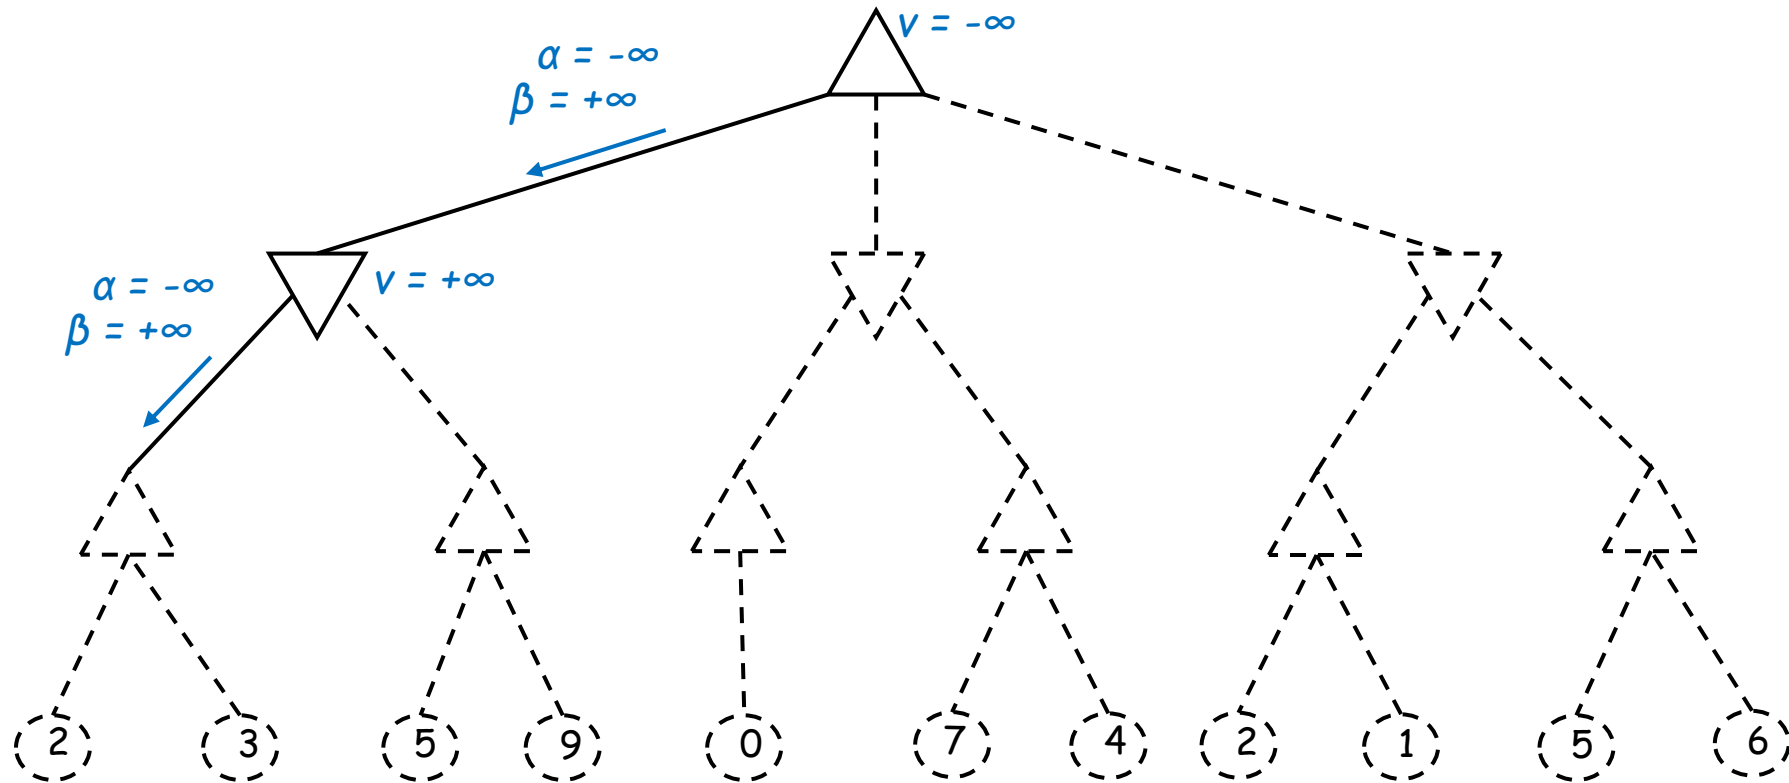 v = -∞
α = -∞
β = +∞
v = +∞
α = -∞
β = +∞
2 3 5 9 0 7 4 2 1 5 6